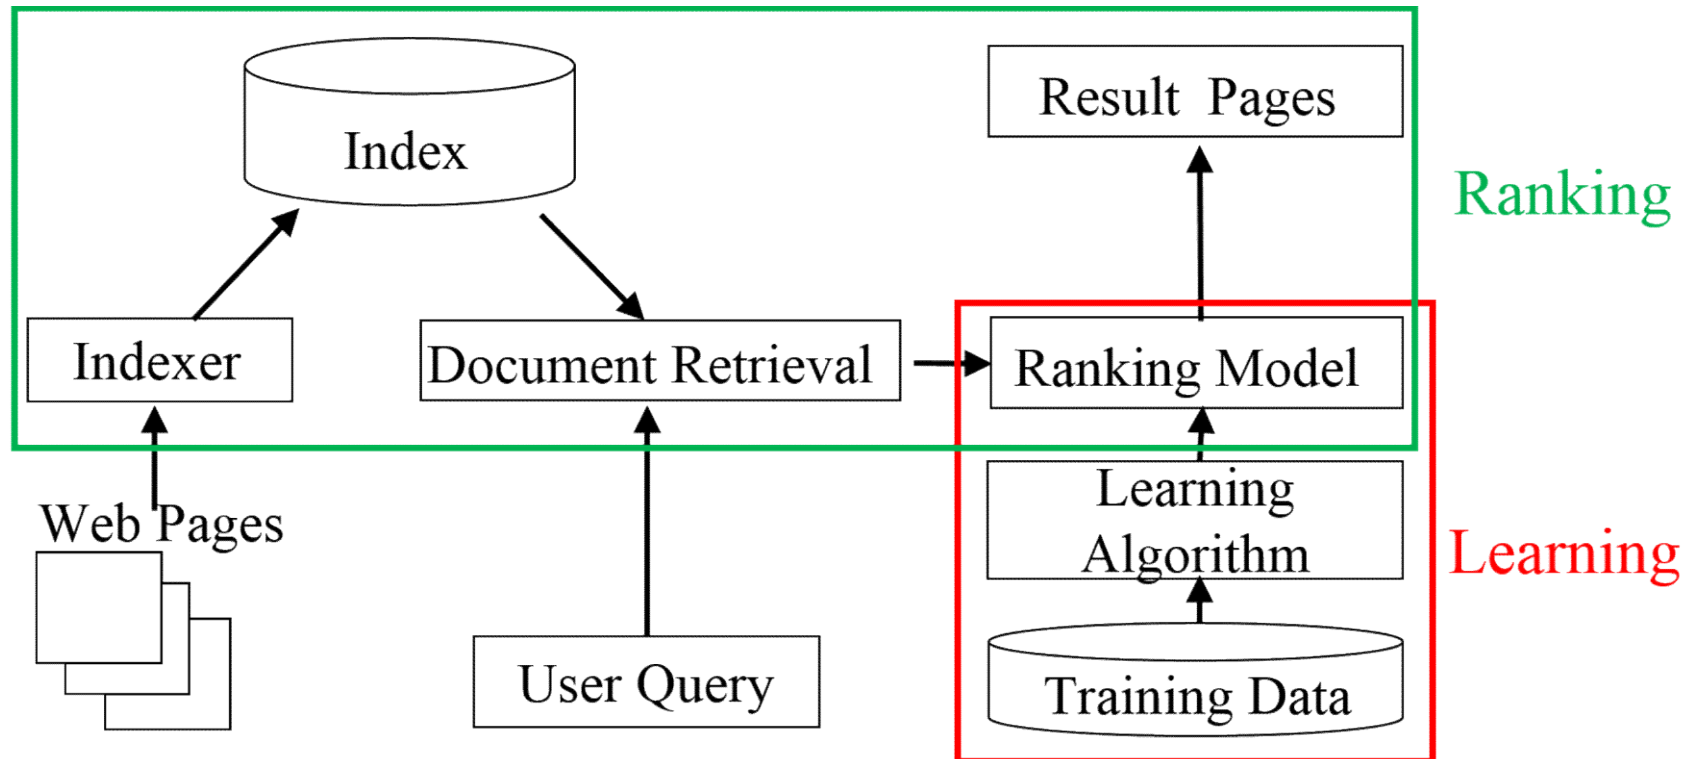 Index
Result Pages
Ranking
Indexer
Document Retrieval
Ranking Model
Web Pages
Learning
Algorithm
Learning
User Query
Training Data